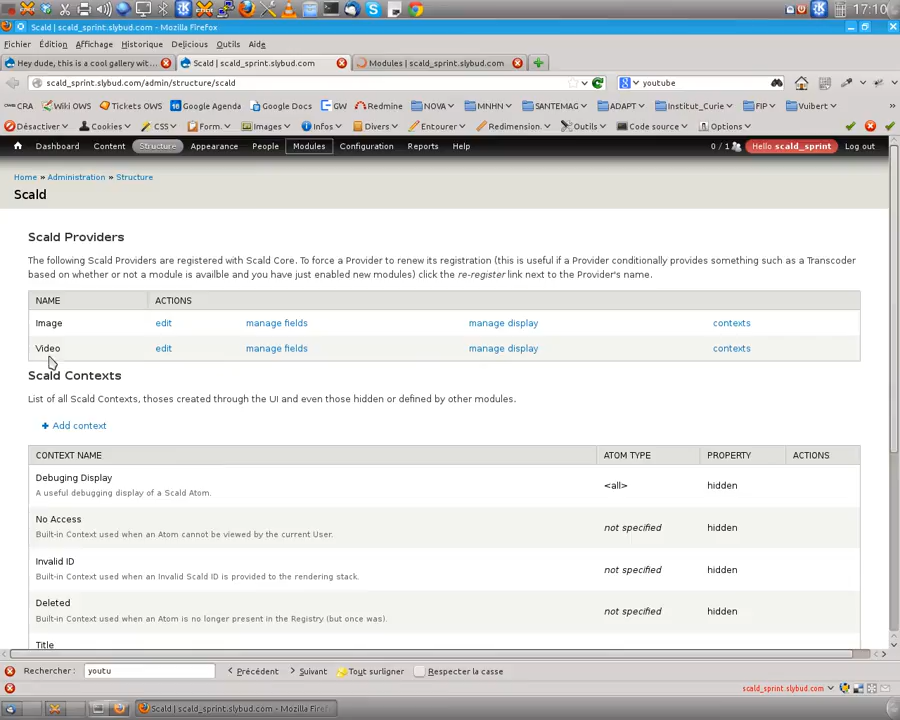 17:10
Scald | scald_sprint.slybud.com - Mozilla Firefox
Fichier Édition Affichage Historique Delicious Outils Aide
Hey dude, this is a cool gallery wit... Scald | scald_sprint.slybud.com Modules | scald_sprint.slybud.com
scald_sprint.slybud.com/admin/structure/scald youtube
CRA Wiki OWS Tickets OWS Google Agenda Google Docs GW Redmine NOVA MNHN SANTEMAG ADAPT Institut_Curie FIP Vuibert
Désactiver Cookies CSS Form. Images Infos Divers Entourer Redimension. Outils Code source Options
Dashboard Content Structure Appearance People Modules Configuration Reports Help 0 / 1 Hello scald_sprint Log out
Home » Administration » Structure
Scald
Scald Providers
The following Scald Providers are registered with Scald Core. To force a Provider to renew its registration (this is useful if a Provider conditionally provides something such as a Transcoder
based on whether or not a module is availble and you have just enabled new modules) click the re-register link next to the Provider's name.
NAME ACTIONS
Image edit manage fields manage display contexts
Video edit manage fields manage display contexts
Scald Contexts
List of all Scald Contexts, thoses created through the UI and even those hidden or defined by other modules.
Add context
CONTEXT NAME ATOM TYPE PROPERTY ACTIONS
Debuging Display
A useful debugging display of a Scald Atom.
<all> hidden
No Access
Built-in Context used when an Atom cannot be viewed by the current User.
not specified hidden
Invalid ID
Built-in Context used when an Invalid Scald ID is provided to the rendering stack.
not specified hidden
Deleted
Built-in Context used when an Atom is no longer present in the Registry (but once was).
not specified hidden
Title
Rechercher : youtu Précédent Suivant Tout surligner Respecter la casse
scald_sprint.slybud.com
Scald | scald_sprint.slybud.com - Mozilla Firef